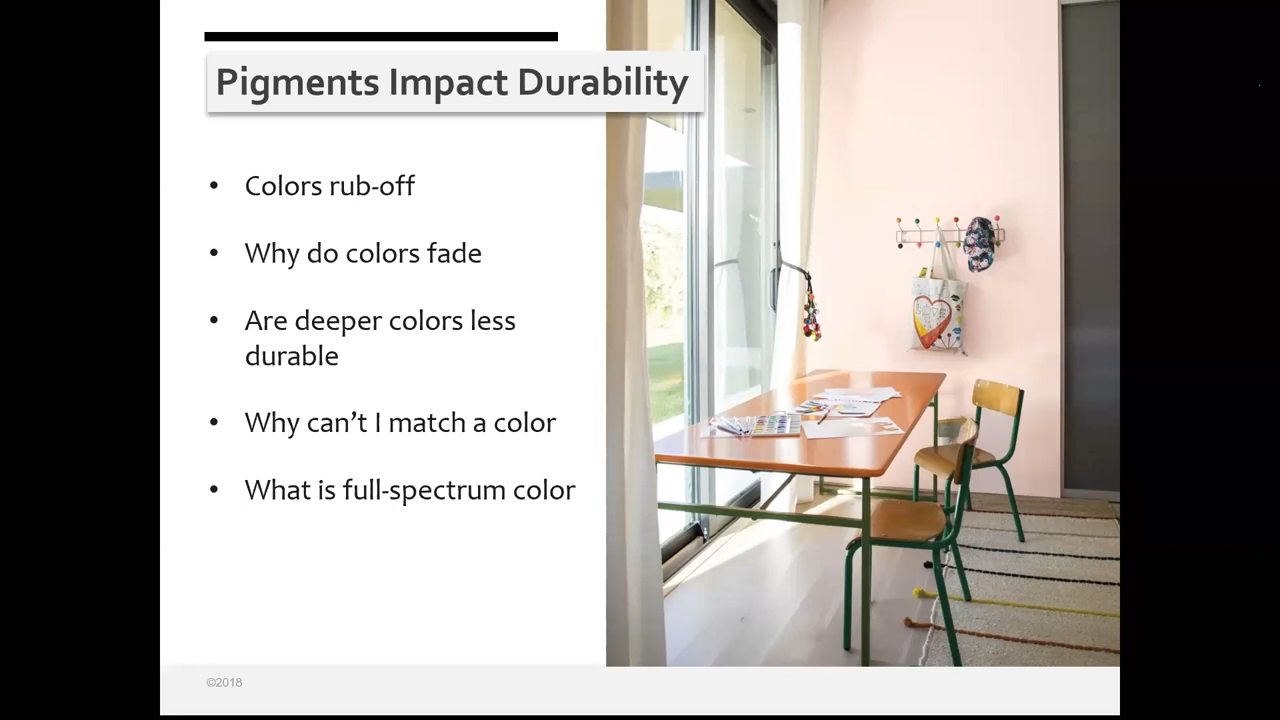 Pigments Impact Durability
• Colors rub-off
• Why do colors fade
• Are deeper colors less
durable
• Why can’t I match a color
• What is full-spectrum color
©2018